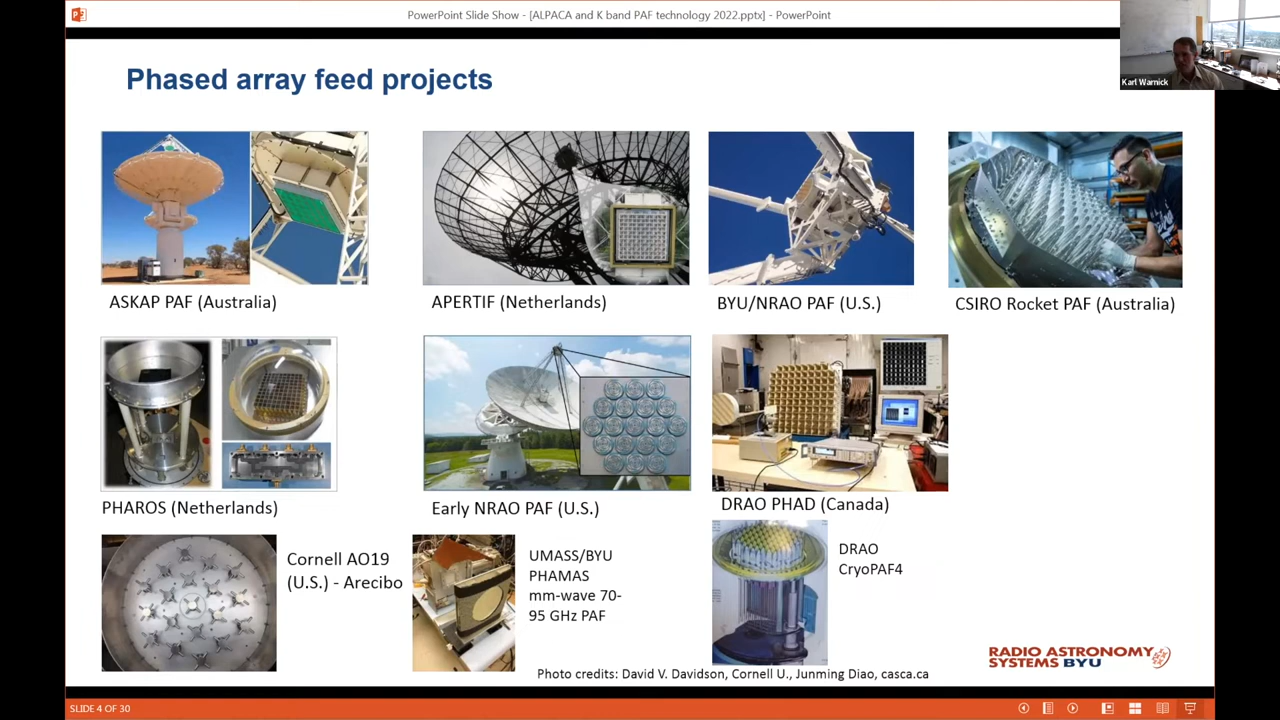 PowerPoint Slide Show - [ALPACA and K band PAF technology 2022.pptx] - PowerPoint
Karl Warnick
Phased array feed projects
ASKAP PAF (Australia)
APERTIF (Netherlands)
BYU/NRAO PAF (U.S.)
CSIRO Rocket PAF (Australia)
PHAROS (Netherlands)
Early NRAO PAF (U.S.)
DRAO PHAD (Canada)
Cornell AO19
(U.S.) - Arecibo
UMASS/BYU
PHAMAS
mm-wave 70-
95 GHz PAF
DRAO
CryoPAF4
RADIO ASTRONOMY
SYSTEMS BYU
Photo credits: David V. Davidson, Cornell U., Junming Diao, casca.ca
SLIDE 4 OF 30